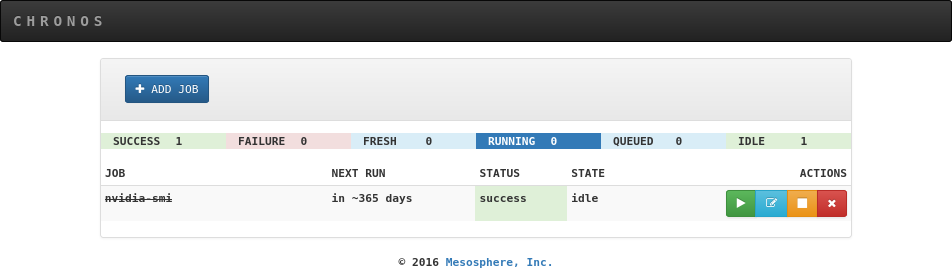 CHRONOS
ADD JOB
SUCCESS 1 FAILURE 0 FRESH 0 RUNNING 0 QUEUED 0 IDLE 1
JOB NEXT RUN STATUS STATE ACTIONS
nvidia-smi in ~365 days success idle
© 2016 Mesosphere, Inc.